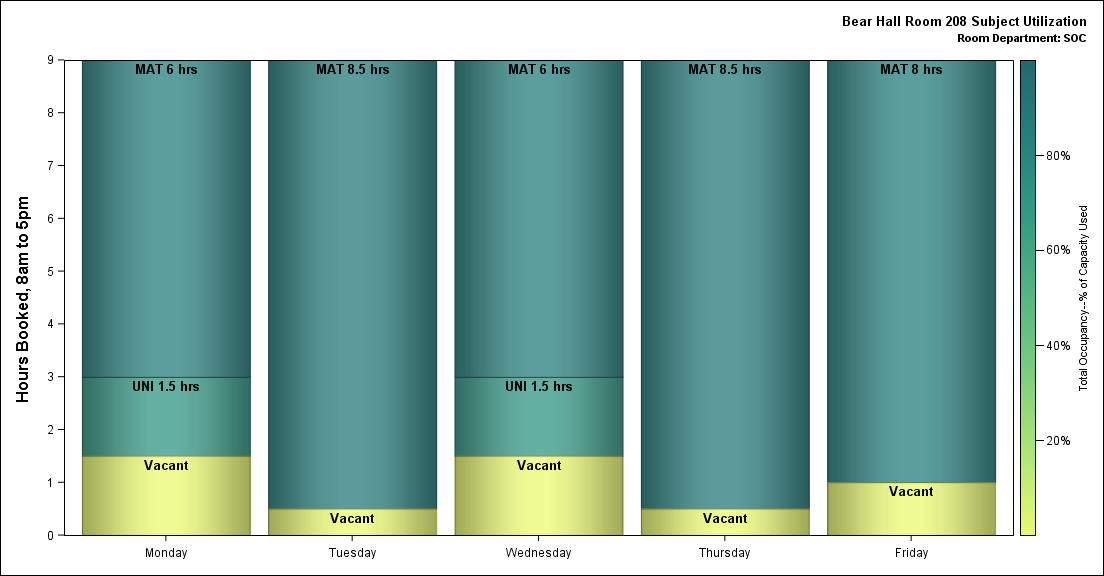 Bear Hall Room 208 Subject Utilization
Room Department: SOC
Hours Booked, 8am to 5pm
9
8
7
6
5
4
3
2
1
0
MAT 6 hrs
UNI 1.5 hrs
Vacant
MAT 8.5 hrs
Vacant
MAT 6 hrs
UNI 1.5 hrs
Vacant
MAT 8.5 hrs
Vacant
MAT 8 hrs
Vacant
Monday
Tuesday
Wednesday
Thursday
Friday
80%
60%
40%
20%
Total Occupancy--% of Capacity Used